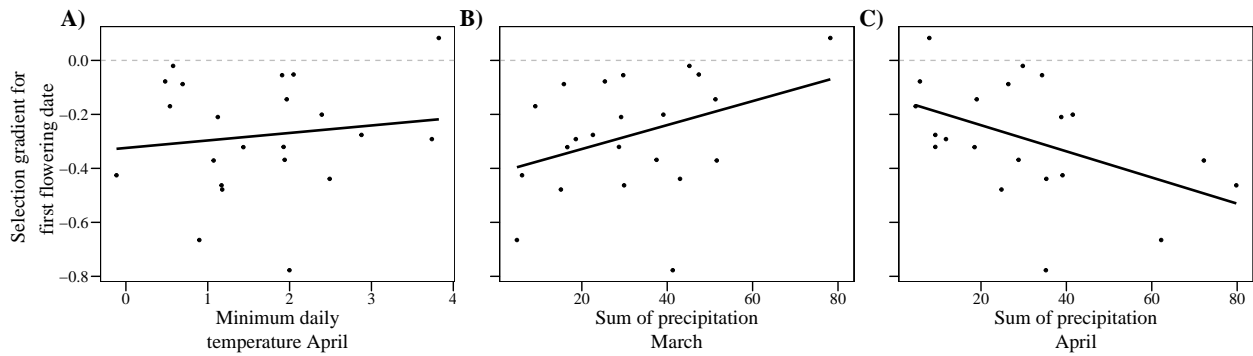 A)
B)
C)
Selection gradient for
first flowering date
0.0
−0.2
−0.4
−0.6
−0.8
0 1 2 3 4
20 40 60 80
20 40 60 80
Minimum daily
temperature April
Sum of precipitation
March
Sum of precipitation
April